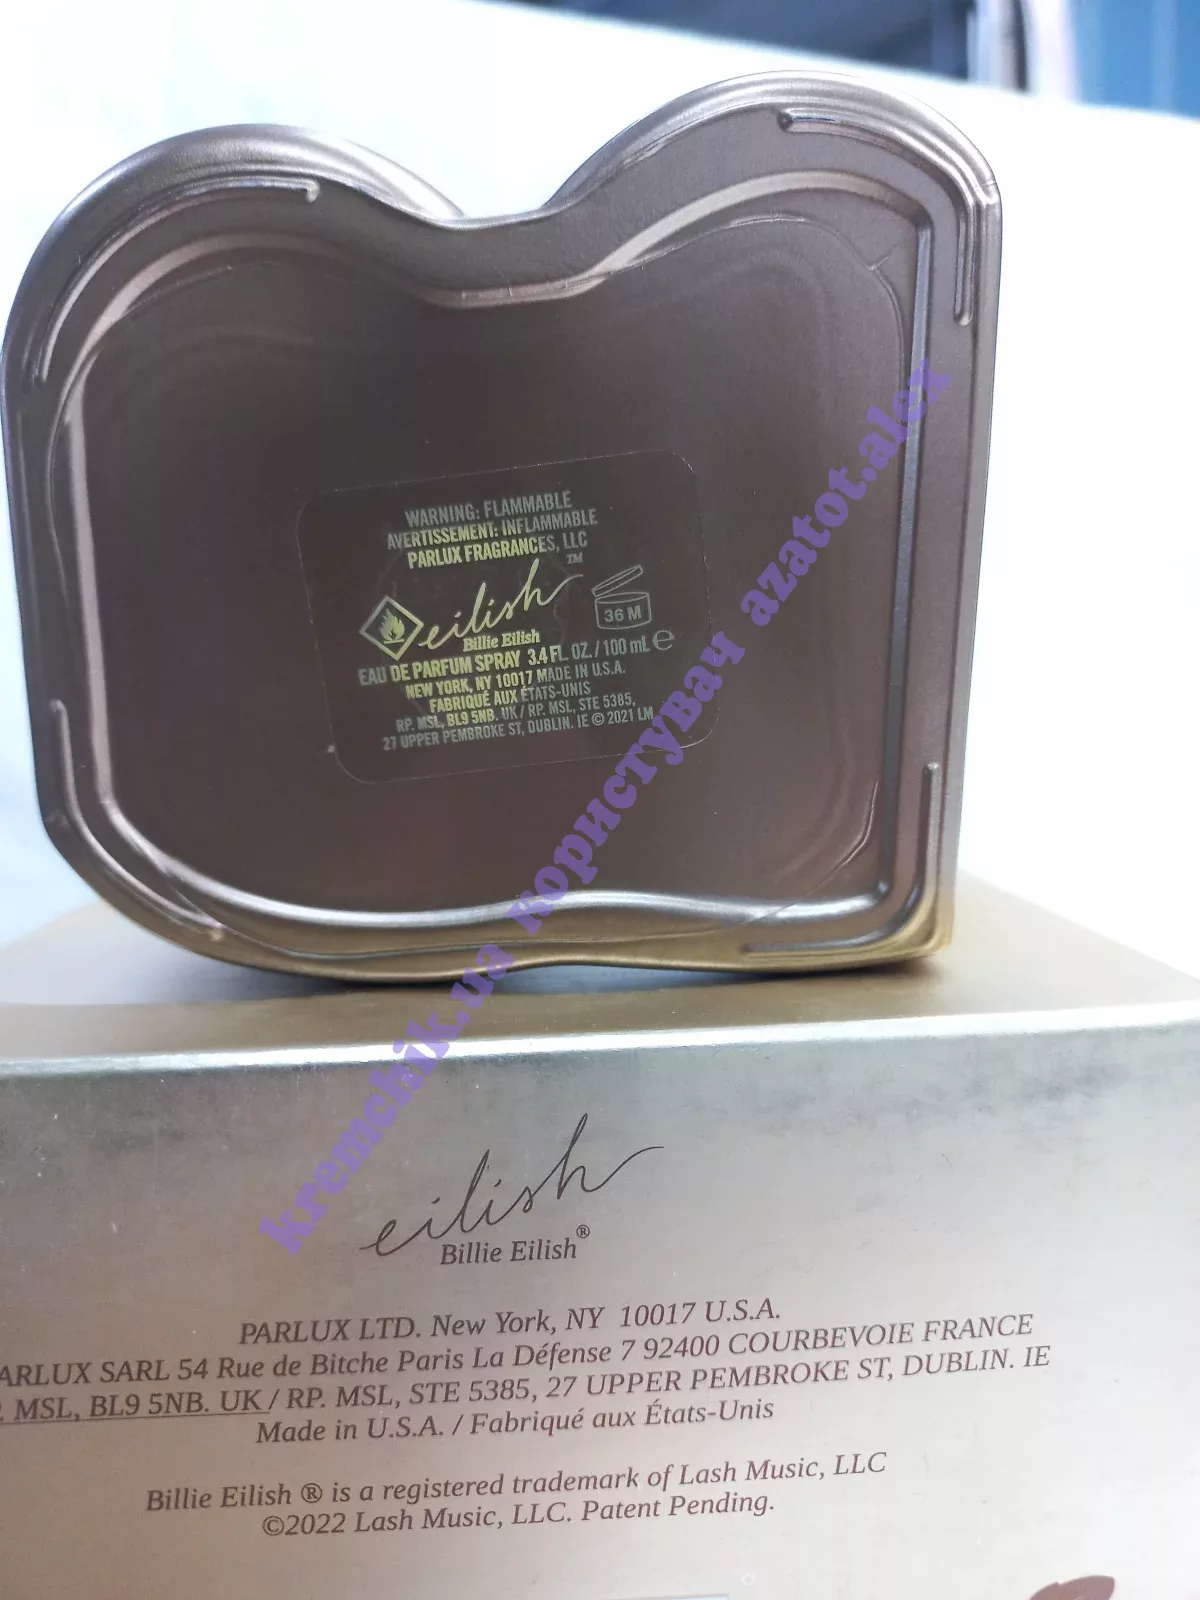 WARNING: FLAMMABLE
AVERTISSEMENT: INFLAMMABLE
PARLUX FRAGRANCES, LLC
eilish™
36 M
Billie Eilish
EAU DE PARFUM SPRAY 3.4 FL. OZ. / 100 mL ℮
NEW YORK, NY 10017 MADE IN U.S.A.
FABRIQUÉ AUX ÉTATS-UNIS
RP. MSL, BL9 5NB. UK / RP. MSL, STE 5385,
27 UPPER PEMBROKE ST, DUBLIN. IE © 2021 LM
kremchik.ua користувач azatot.alex
eilish
Billie Eilish®
PARLUX LTD. New York, NY 10017 U.S.A.
ARLUX SARL 54 Rue de Bitche Paris La Défense 7 92400 COURBEVOIE FRANCE
. MSL, BL9 5NB. UK / RP. MSL, STE 5385, 27 UPPER PEMBROKE ST, DUBLIN. IE
Made in U.S.A. / Fabriqué aux États-Unis
Billie Eilish ® is a registered trademark of Lash Music, LLC
©2022 Lash Music, LLC. Patent Pending.